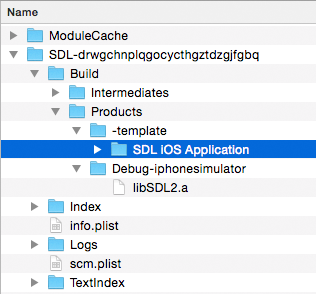 Name
ModuleCache
SDL-drwgchnplqgocycthgztdzgjfgbq
Build
Intermediates
Products
-template
SDL iOS Application
Debug-iphonesimulator
libSDL2.a
Index
info.plist
Logs
scm.plist
TextIndex